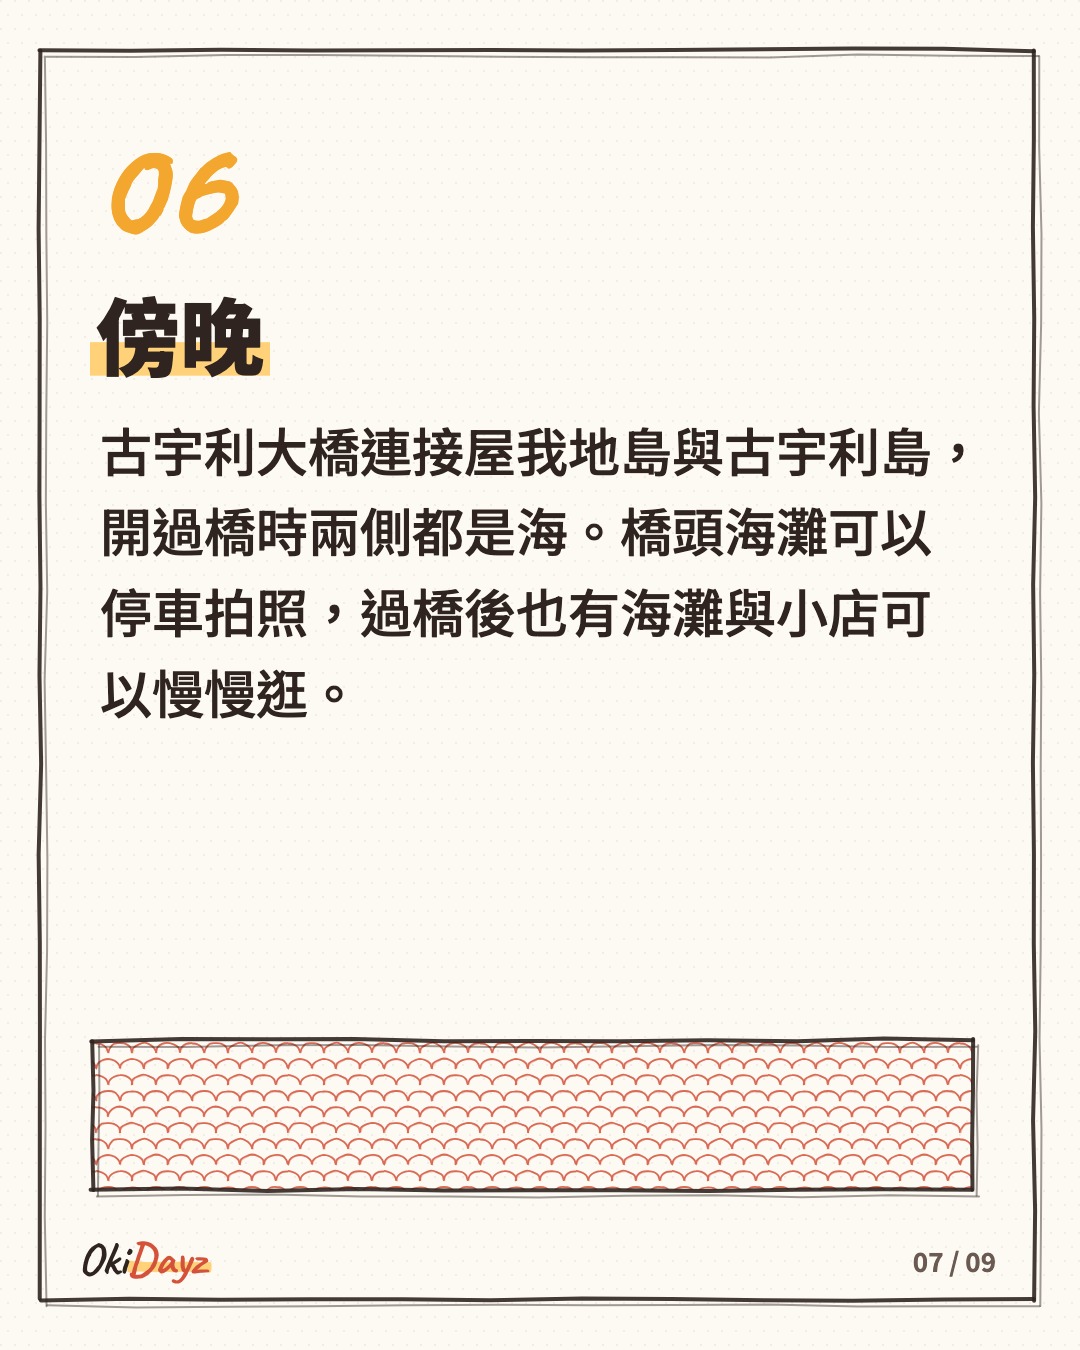 06
傍晚
古宇利大橋連接屋我地島與古宇利島，
開過橋時兩側都是海。橋頭海灘可以
停車拍照，過橋後也有海灘與小店可
以慢慢逛。
OkiDayz
07 / 09